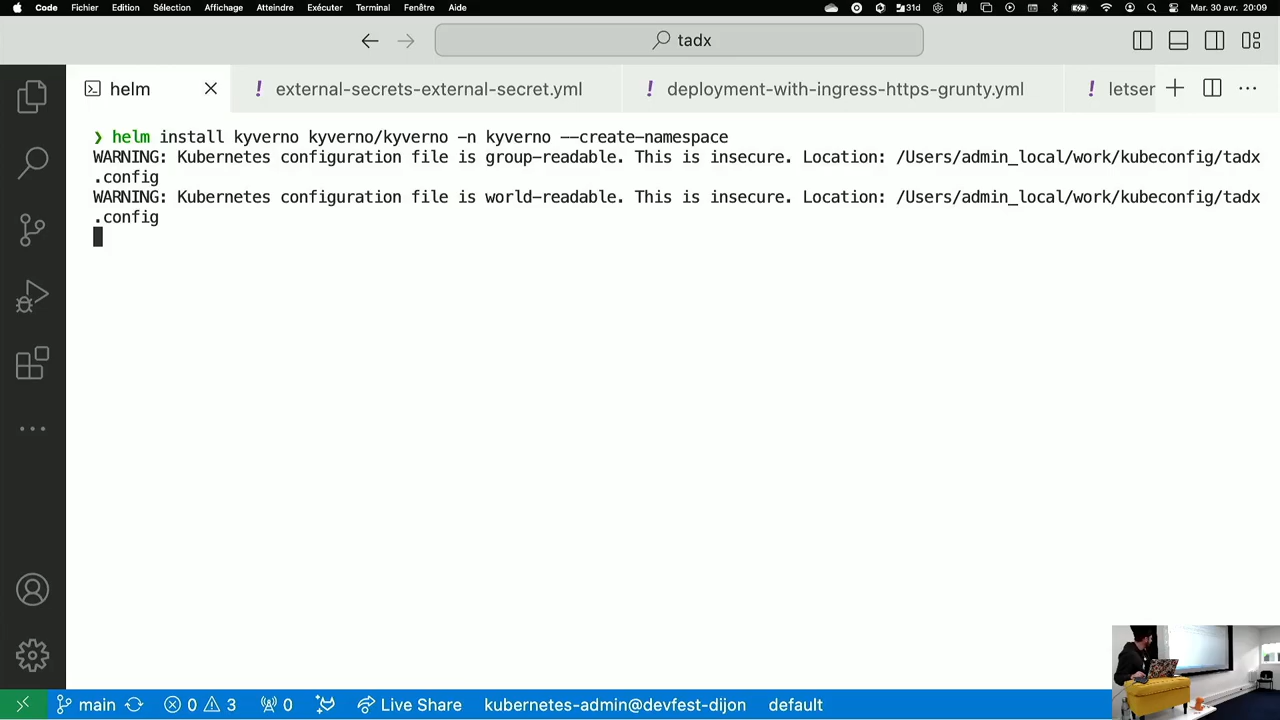 Code Fichier Édition Sélection Affichage Atteindre Exécuter Terminal Fenêtre Aide 31d Mar. 30 avr. 20:09
tadx
helm external-secrets-external-secret.yml deployment-with-ingress-https-grunty.yml letser
❯ helm install kyverno kyverno/kyverno -n kyverno --create-namespace
WARNING: Kubernetes configuration file is group-readable. This is insecure. Location: /Users/admin_local/work/kubeconfig/tadx
.config
WARNING: Kubernetes configuration file is world-readable. This is insecure. Location: /Users/admin_local/work/kubeconfig/tadx
.config
main 0 3 0 Live Share kubernetes-admin@devfest-dijon default